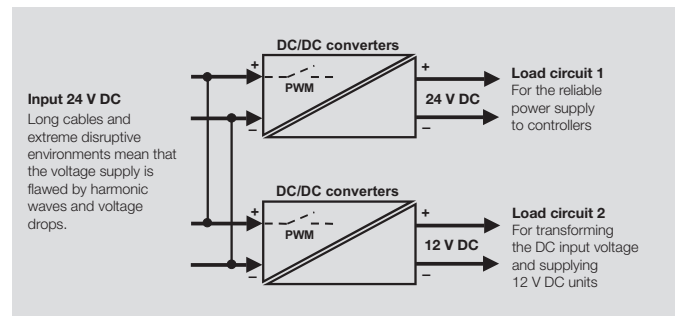 DC/DC converters
+
+
PWM
Input 24 V DC
Long cables and
extreme disruptive
environments mean that
the voltage supply is
flawed by harmonic
waves and voltage
drops.
24 V DC
–
–
Load circuit 1
For the reliable
power supply
to controllers
DC/DC converters
+
+
PWM
12 V DC
–
–
Load circuit 2
For transforming
the DC input voltage
and supplying
12 V DC units